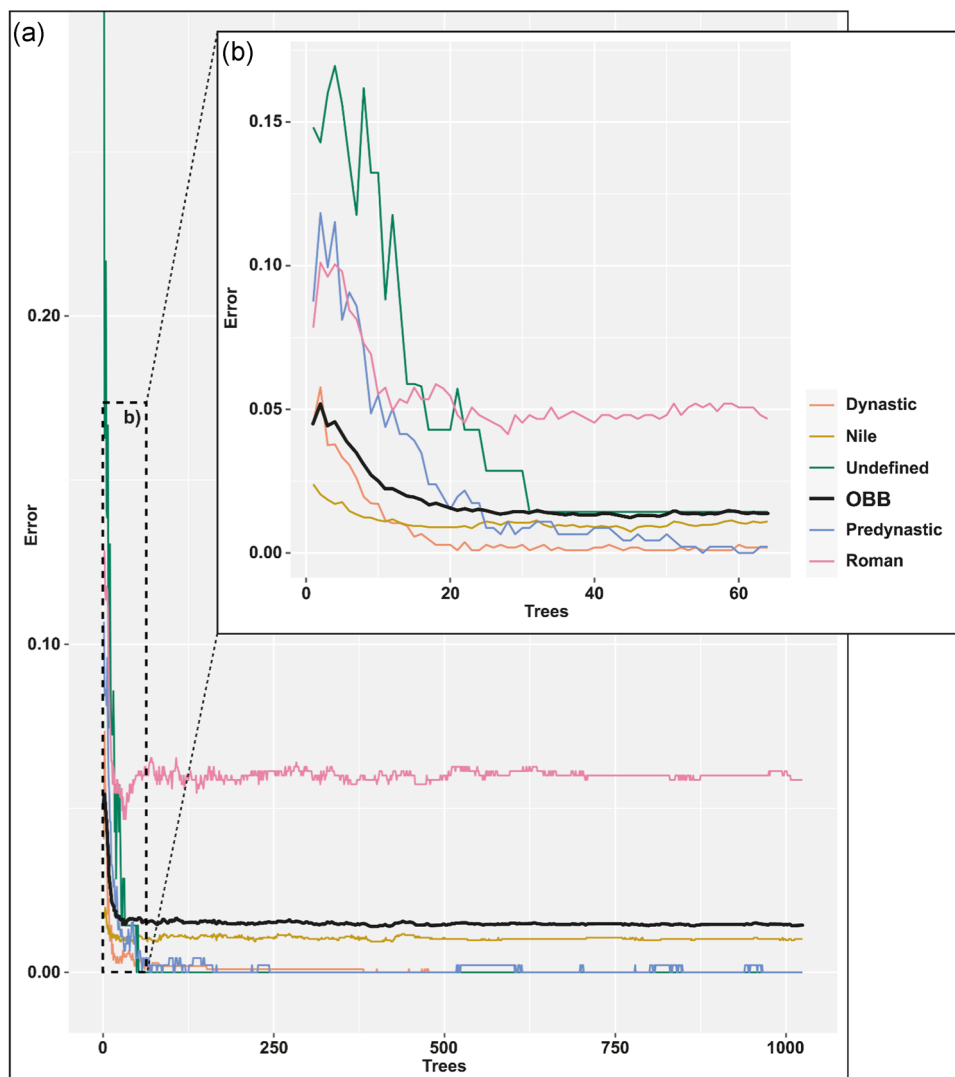 (a)
(b)
0.15
0.10
0.05
0.00
Error
0
20
40
60
Trees
Dynastic
Nile
Undefined
OBB
Predynastic
Roman
b)
0.20
0.10
0.00
Error
0
250
500
750
1000
Trees